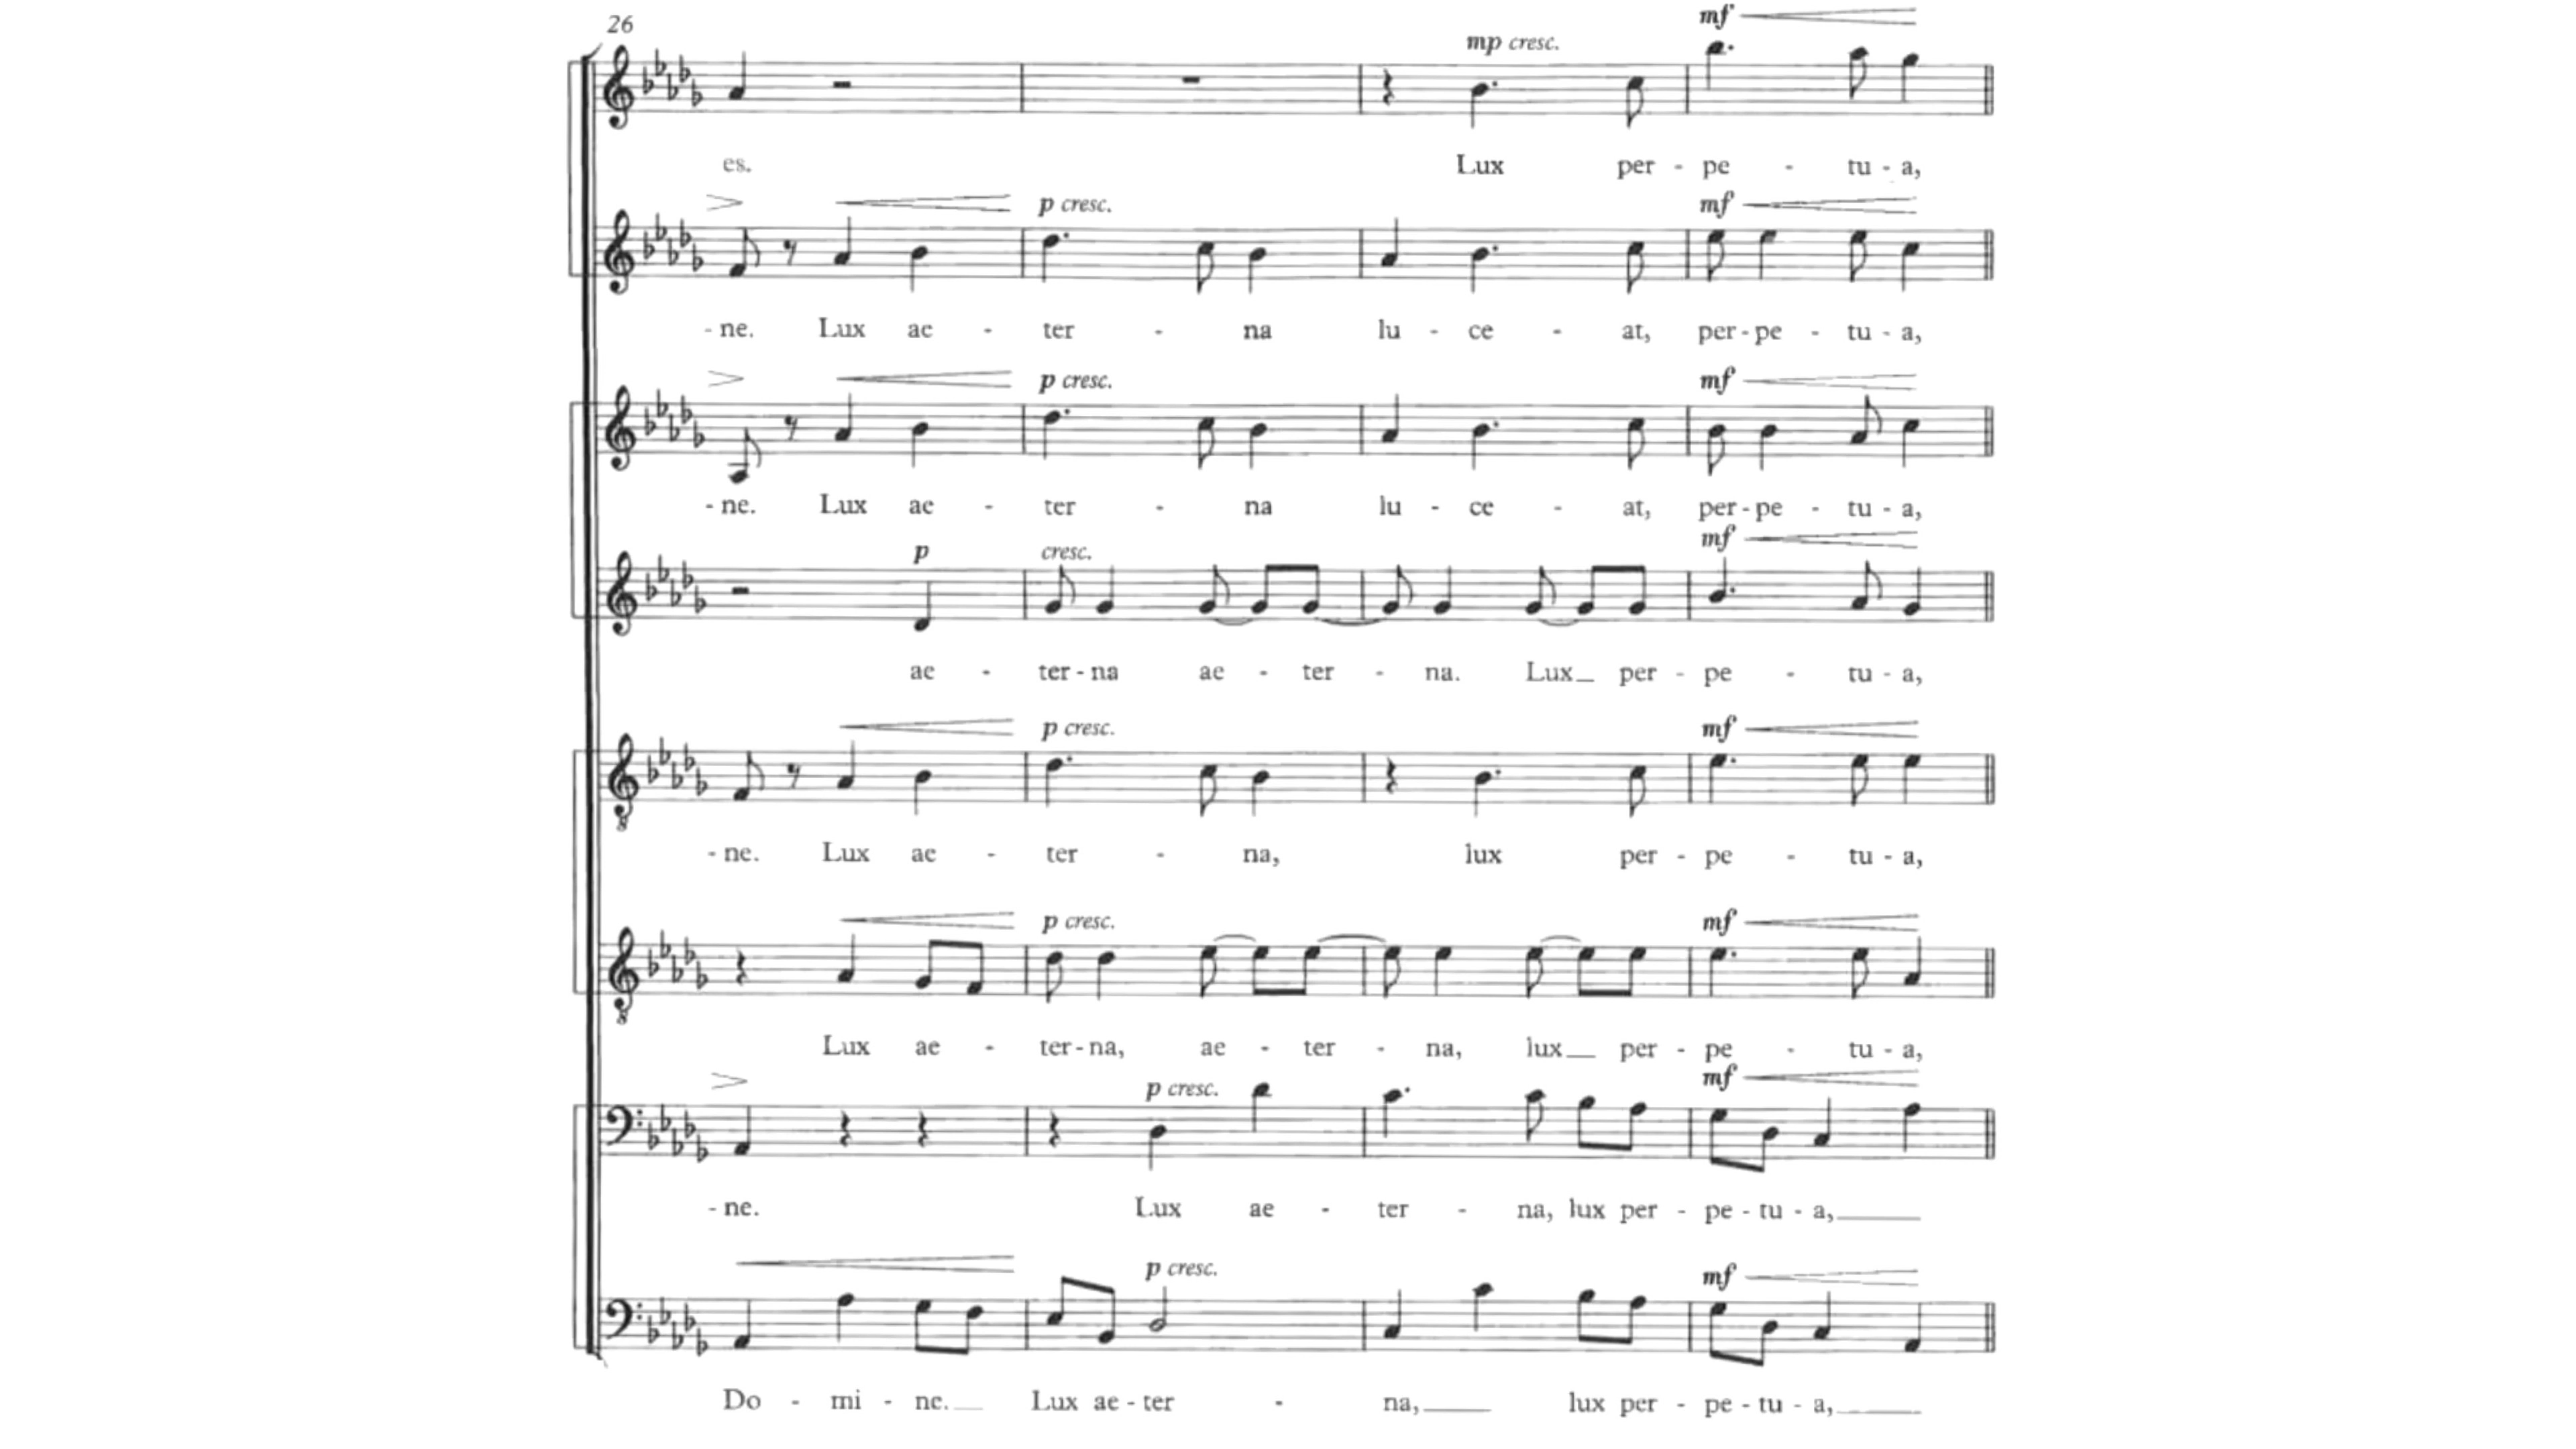 26
mp cresc. mf
es. Lux per - pe - tu - a,
p cresc. mf
- ne. Lux ae - ter - na lu - ce - at, per - pe - tu - a,
p cresc. mf
- ne. Lux ae - ter - na lu - ce - at, per - pe - tu - a,
p cresc. mf
ae - ter - na ae - ter - na. Lux per - pe - tu - a,
p cresc. mf
8
- ne. Lux ae - ter - na, lux per - pe - tu - a,
p cresc. mf
8
Lux ae - ter - na, ae - ter - na, lux per - pe - tu - a,
p cresc. mf
- ne. Lux ae - ter - na, lux per - pe - tu - a,
p cresc. mf
Do - mi - ne. Lux ae - ter - na, lux per - pe - tu - a,